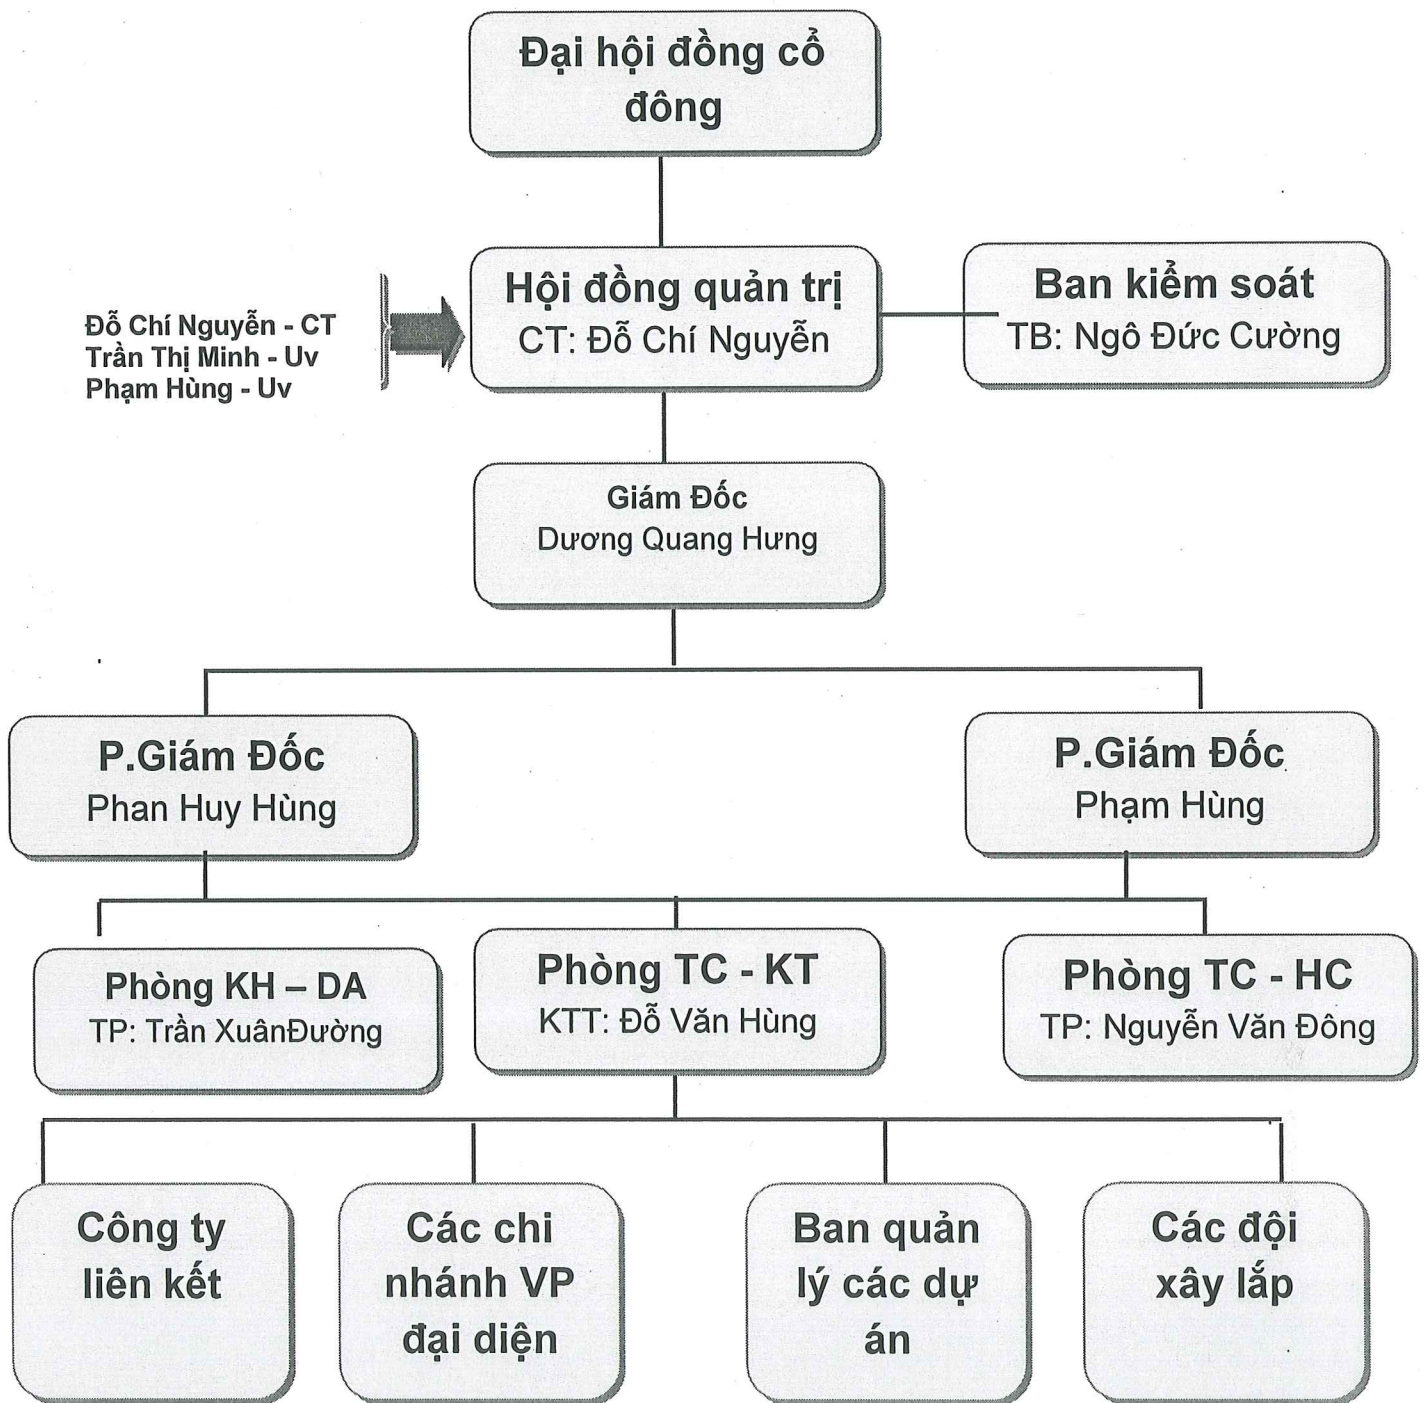 Đại hội đồng cổ
đông
Đỗ Chí Nguyễn - CT
Trần Thị Minh - Uv
Phạm Hùng - Uv
Hội đồng quản trị
CT: Đỗ Chí Nguyễn
Ban kiểm soát
TB: Ngô Đức Cường
Giám Đốc
Dương Quang Hưng
P.Giám Đốc
Phan Huy Hùng
P.Giám Đốc
Phạm Hùng
Phòng KH – DA
TP: Trần XuânĐường
Phòng TC - KT
KTT: Đỗ Văn Hùng
Phòng TC - HC
TP: Nguyễn Văn Đông
Công ty
liên kết
Các chi
nhánh VP
đại diện
Ban quản
lý các dự
án
Các đội
xây lắp